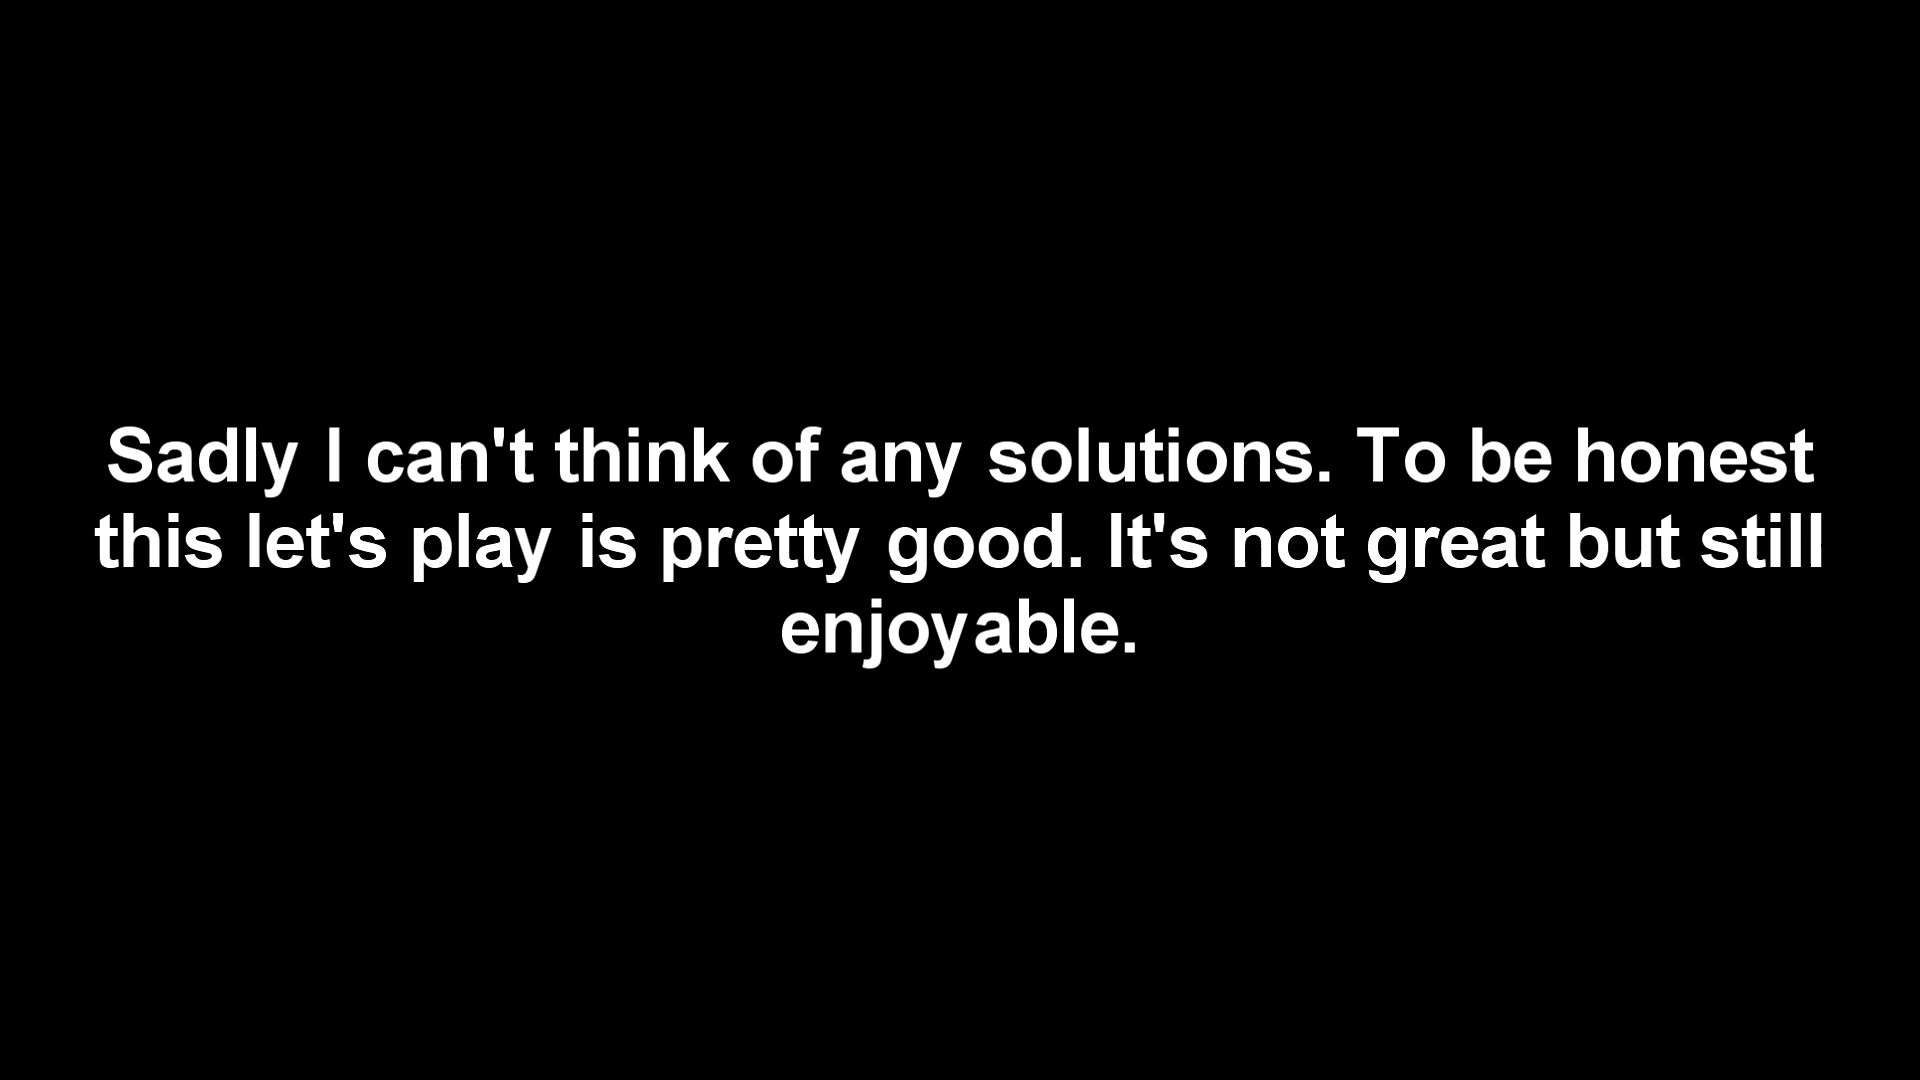 Sadly I can't think of any solutions. To be honest
this let's play is pretty good. It's not great but still
enjoyable.